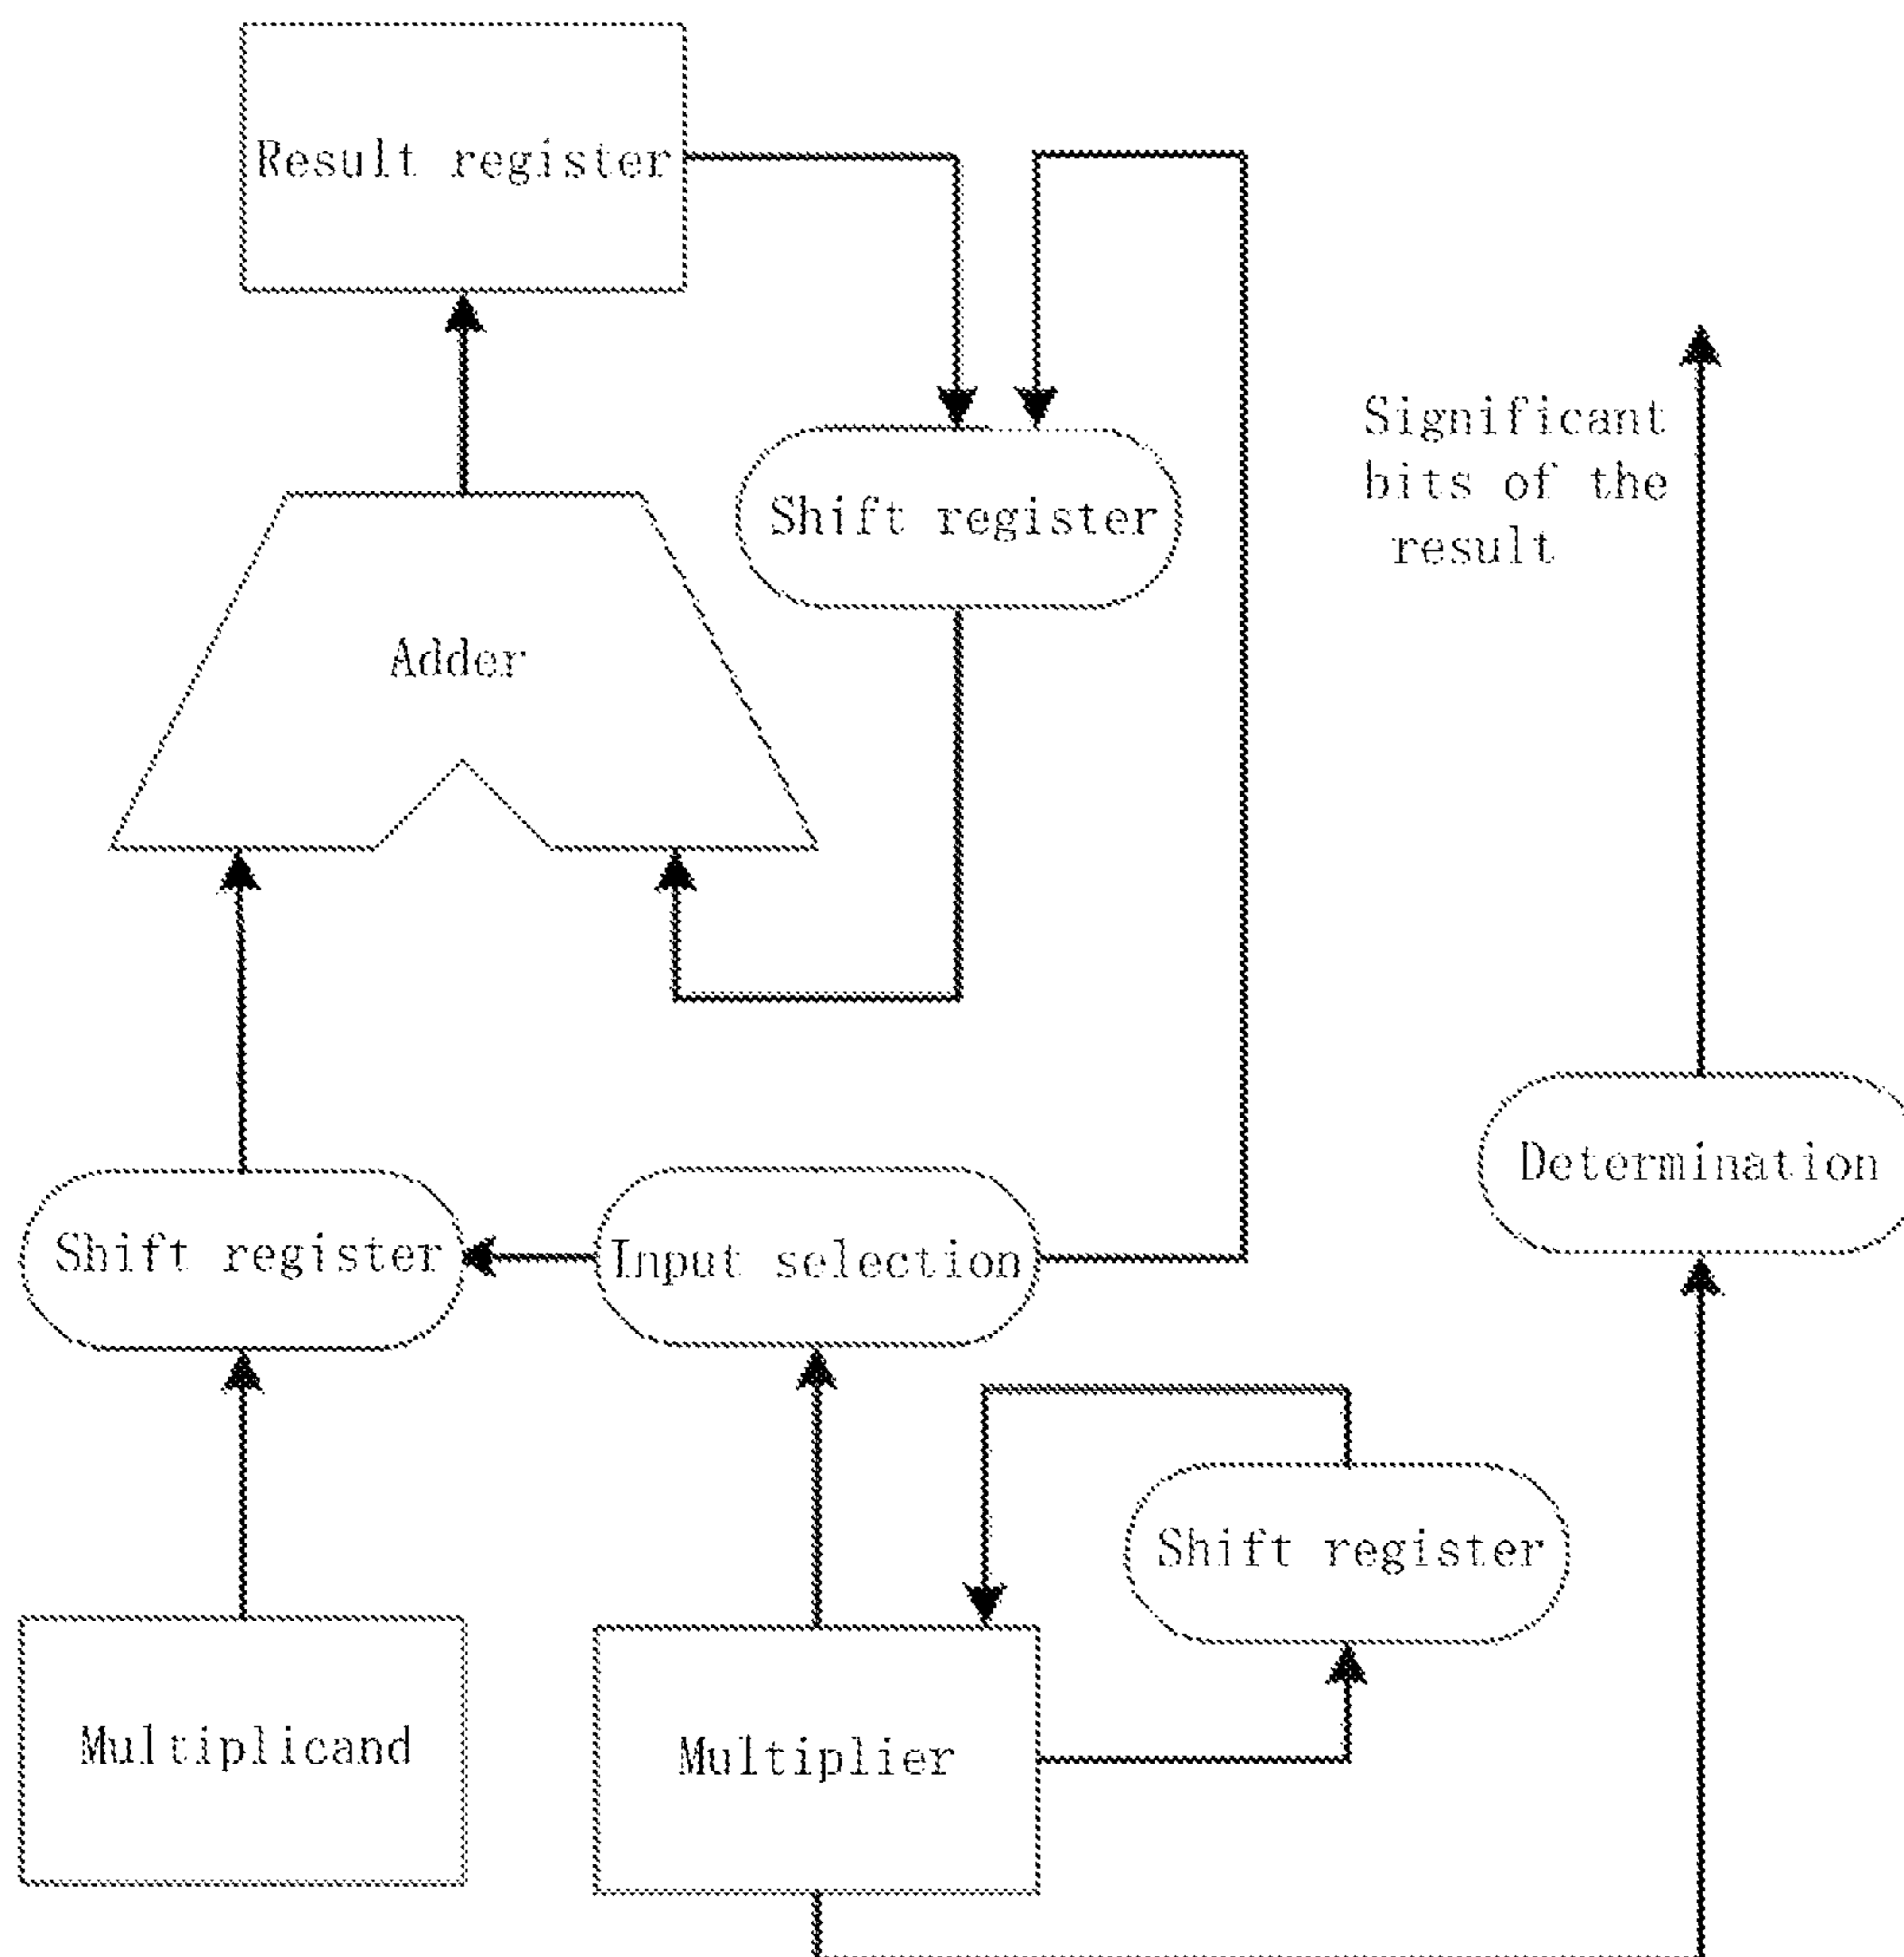 Result register
Significant
bits of the
result
Shift register
Adder
Determination
Shift register
Input selection
Shift register
Multiplicand
Multiplier